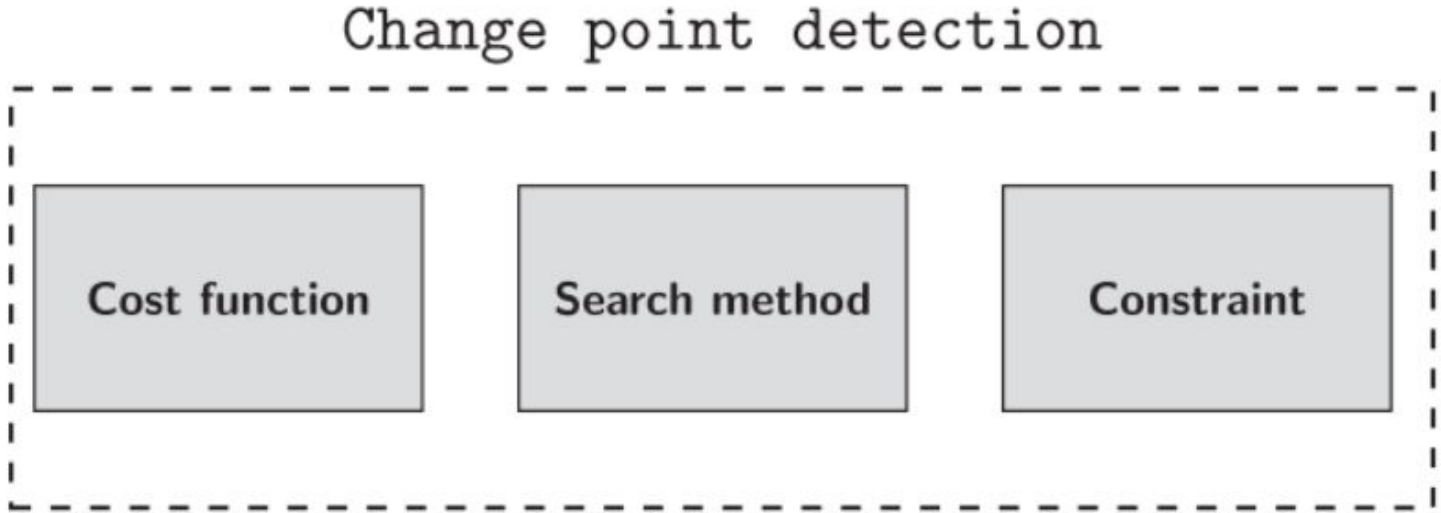 Change point detection
Cost function
Search method
Constraint